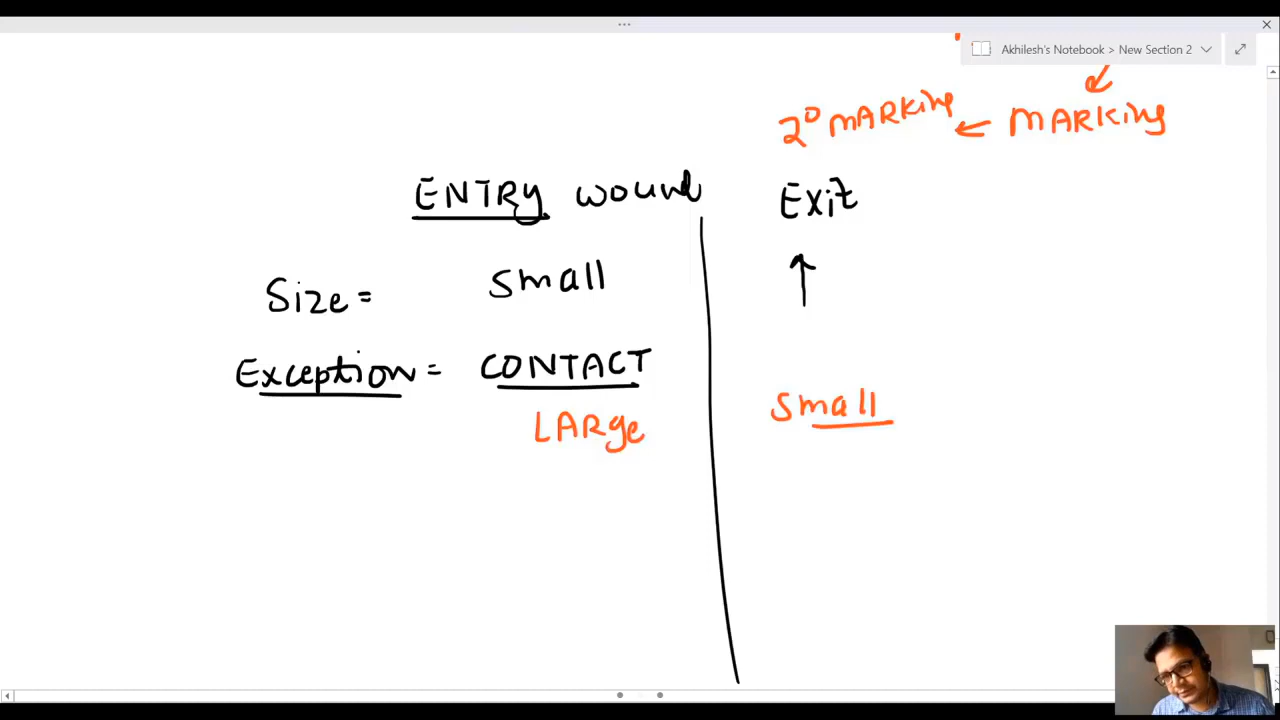 Akhilesh's Notebook > New Section 2
2° MARKing ← MARKing
ENTRY wound Exit
Size = small ↑
Exception = CONTACT
LARge small